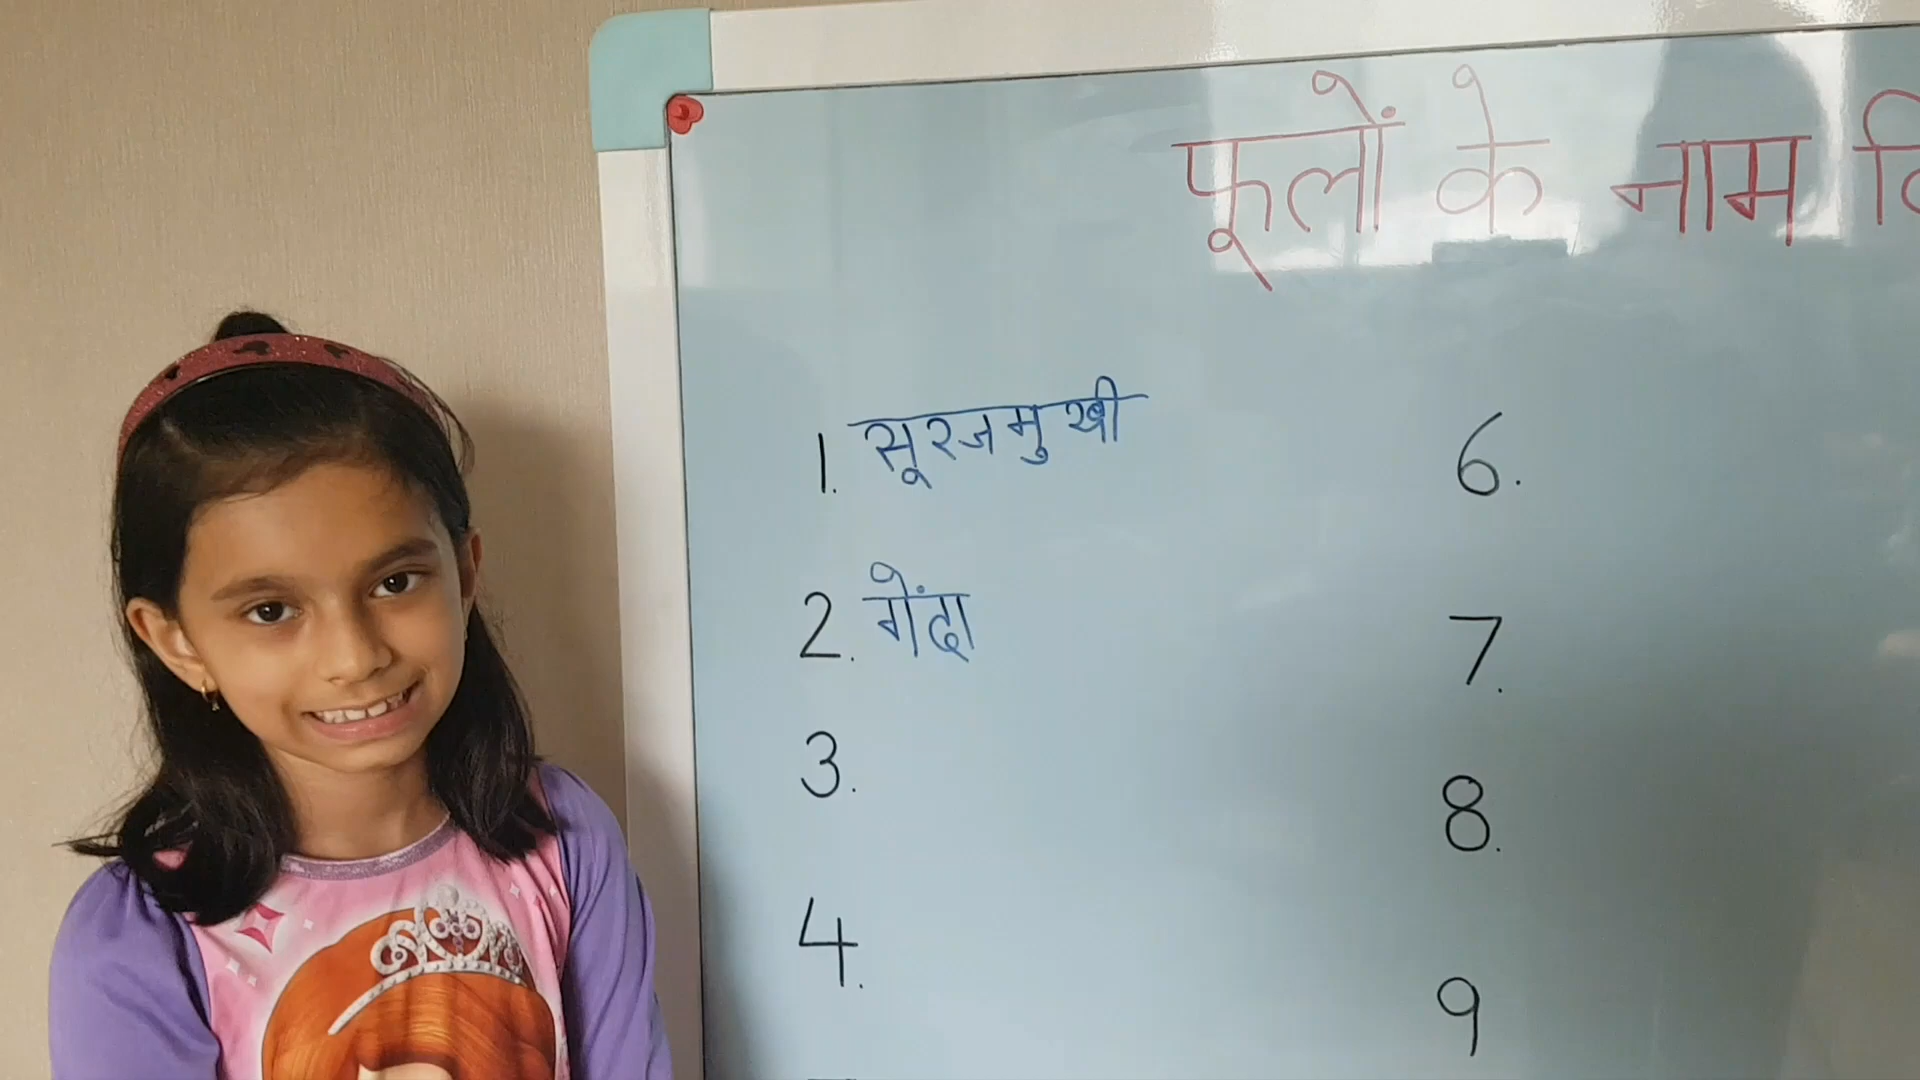 फूलों के नाम
1. सूरजमुखी
2. गेंदा
3.
4.
6.
7.
8.
9